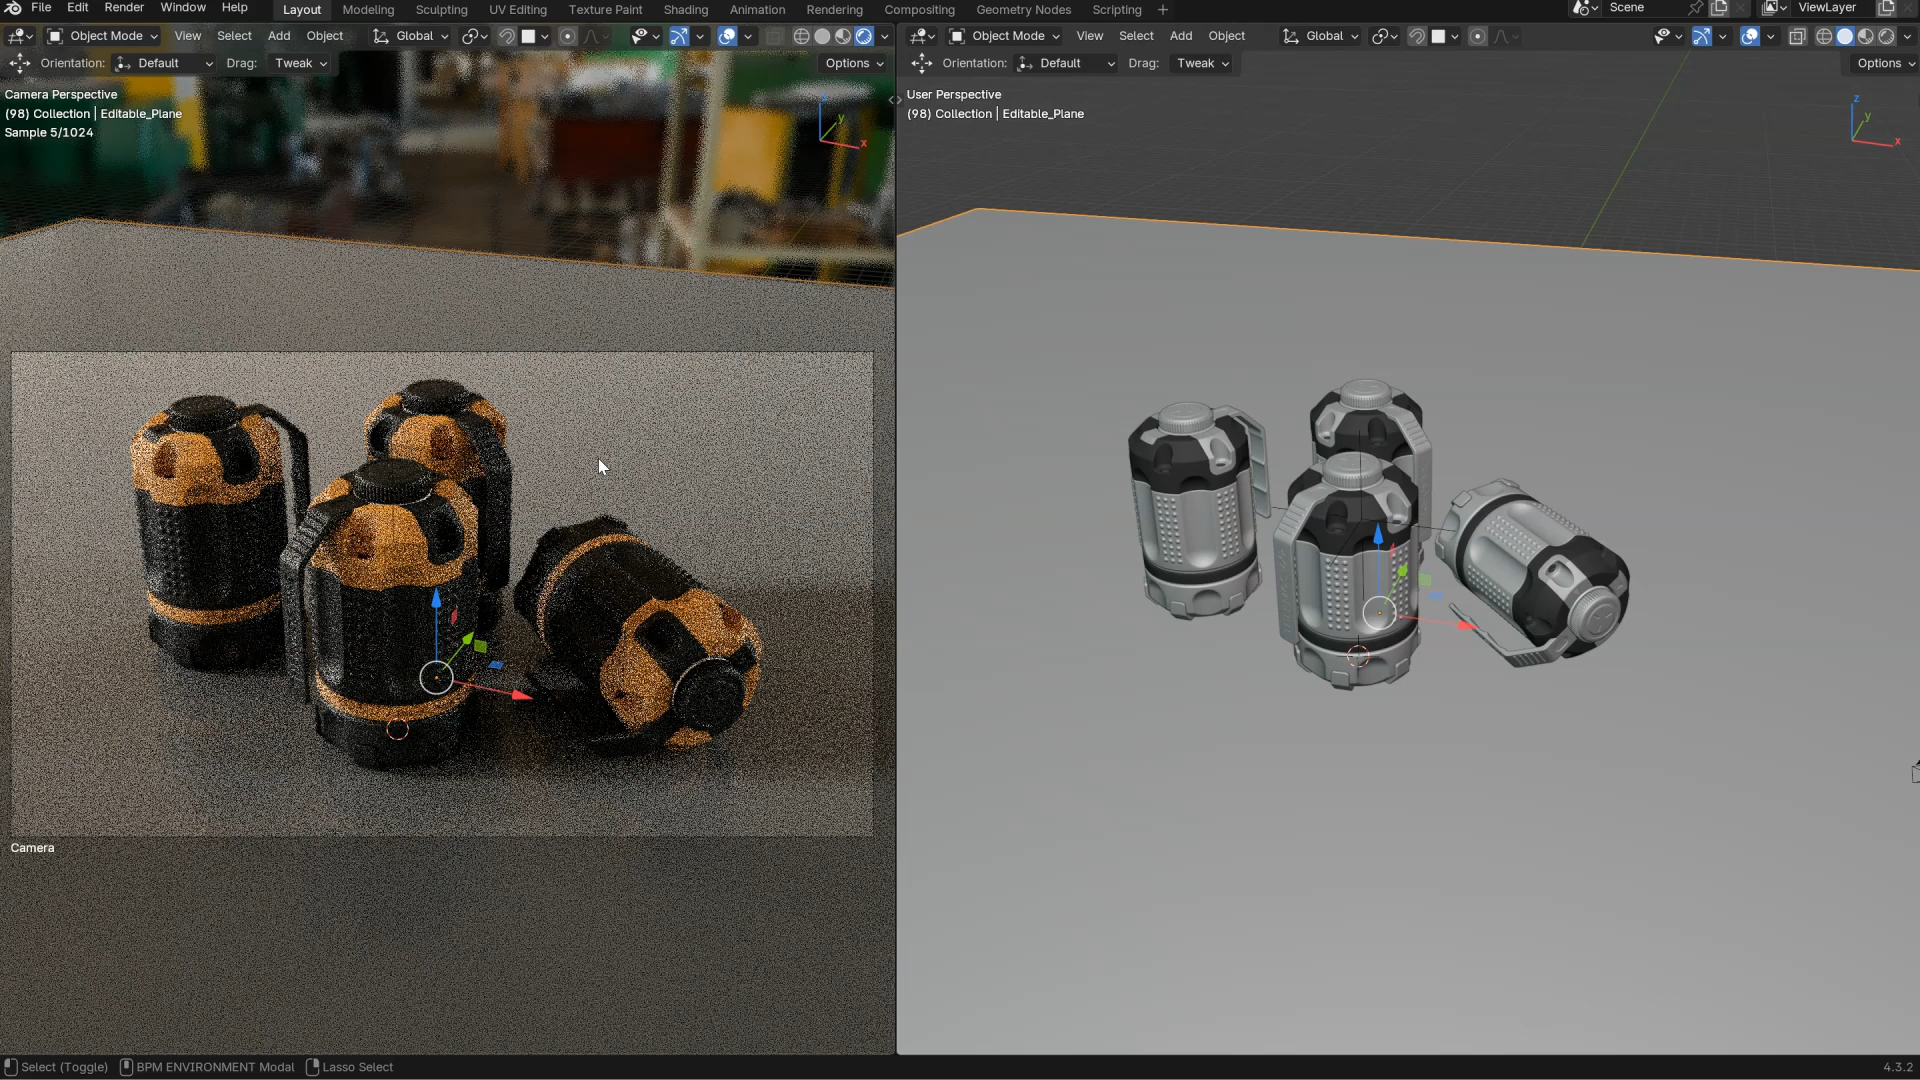 File Edit Render Window Help Layout Modeling Sculpting UV Editing Texture Paint Shading Animation Rendering Compositing Geometry Nodes Scripting + Scene ViewLayer
Object Mode View Select Add Object Global
Object Mode View Select Add Object Global
Orientation: Default Drag: Tweak Options
Orientation: Default Drag: Tweak Options
Camera Perspective
(98) Collection | Editable_Plane
Sample 5/1024
z
y
x
User Perspective
(98) Collection | Editable_Plane
z
y
x
Camera
Select (Toggle) BPM ENVIRONMENT Modal Lasso Select 4.3.2